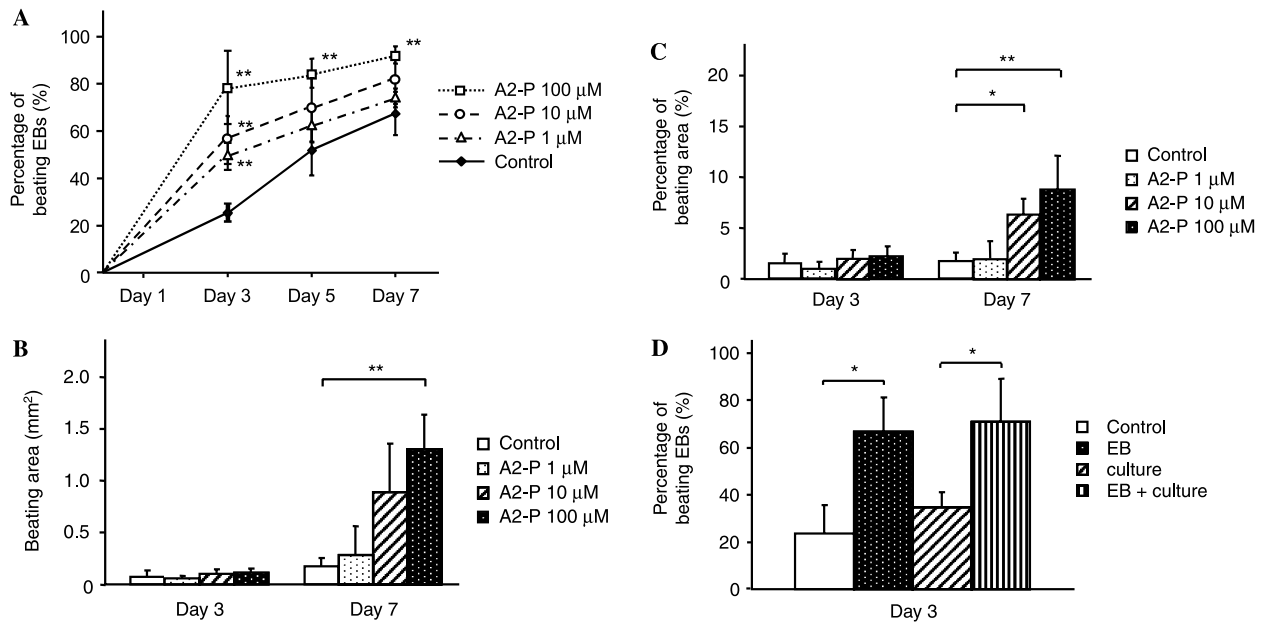 A
Percentage of
beating EBs (%)
100
80
60
40
20
0
**
**
**
**
**
Day 1 Day 3 Day 5 Day 7
A2-P 100 μM
A2-P 10 μM
A2-P 1 μM
Control
B
Beating area (mm²)
2.0
1.5
1.0
0.5
0
**
Day 3 Day 7
Control
A2-P 1 μM
A2-P 10 μM
A2-P 100 μM
C
Percentage of
beating area (%)
20
15
10
5
0
**
*
Day 3 Day 7
Control
A2-P 1 μM
A2-P 10 μM
A2-P 100 μM
D
Percentage of
beating EBs (%)
100
80
60
40
20
0
*
*
Day 3
Control
EB
culture
EB + culture